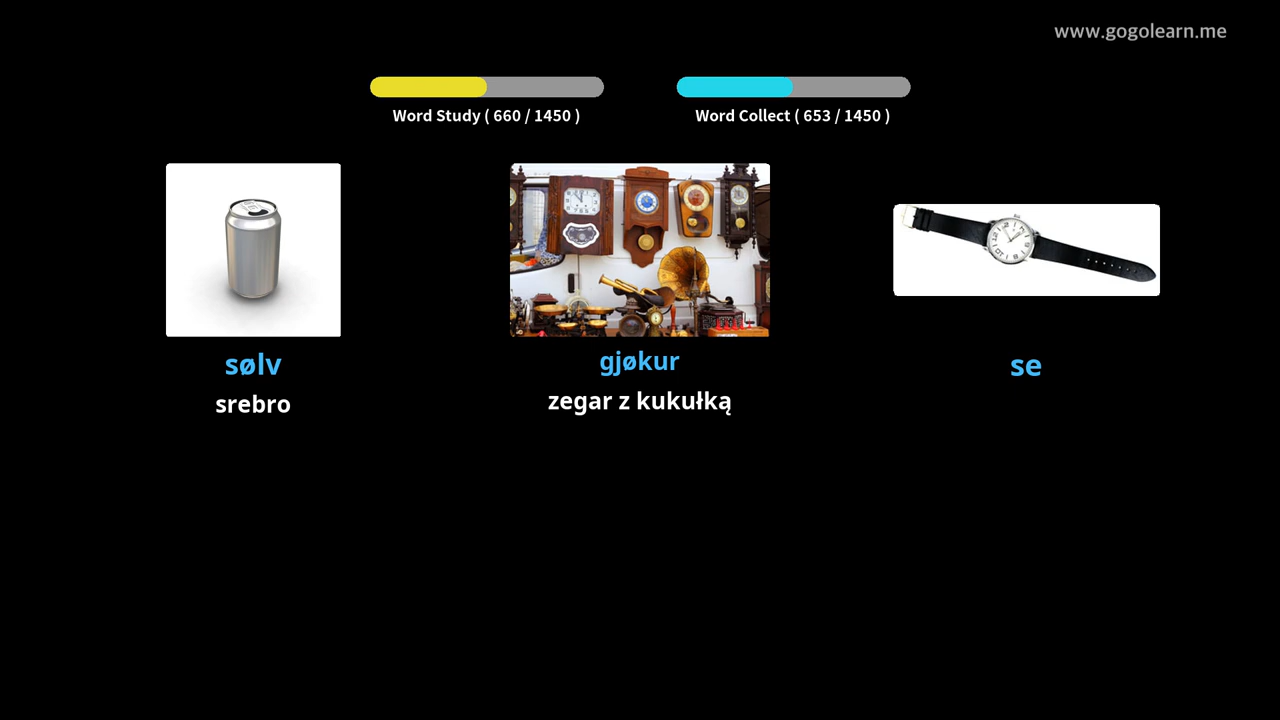 www.gogolearn.me
Word Study ( 660 / 1450 )
Word Collect ( 653 / 1450 )
sølv
srebro
gjøkur
zegar z kukułką
se